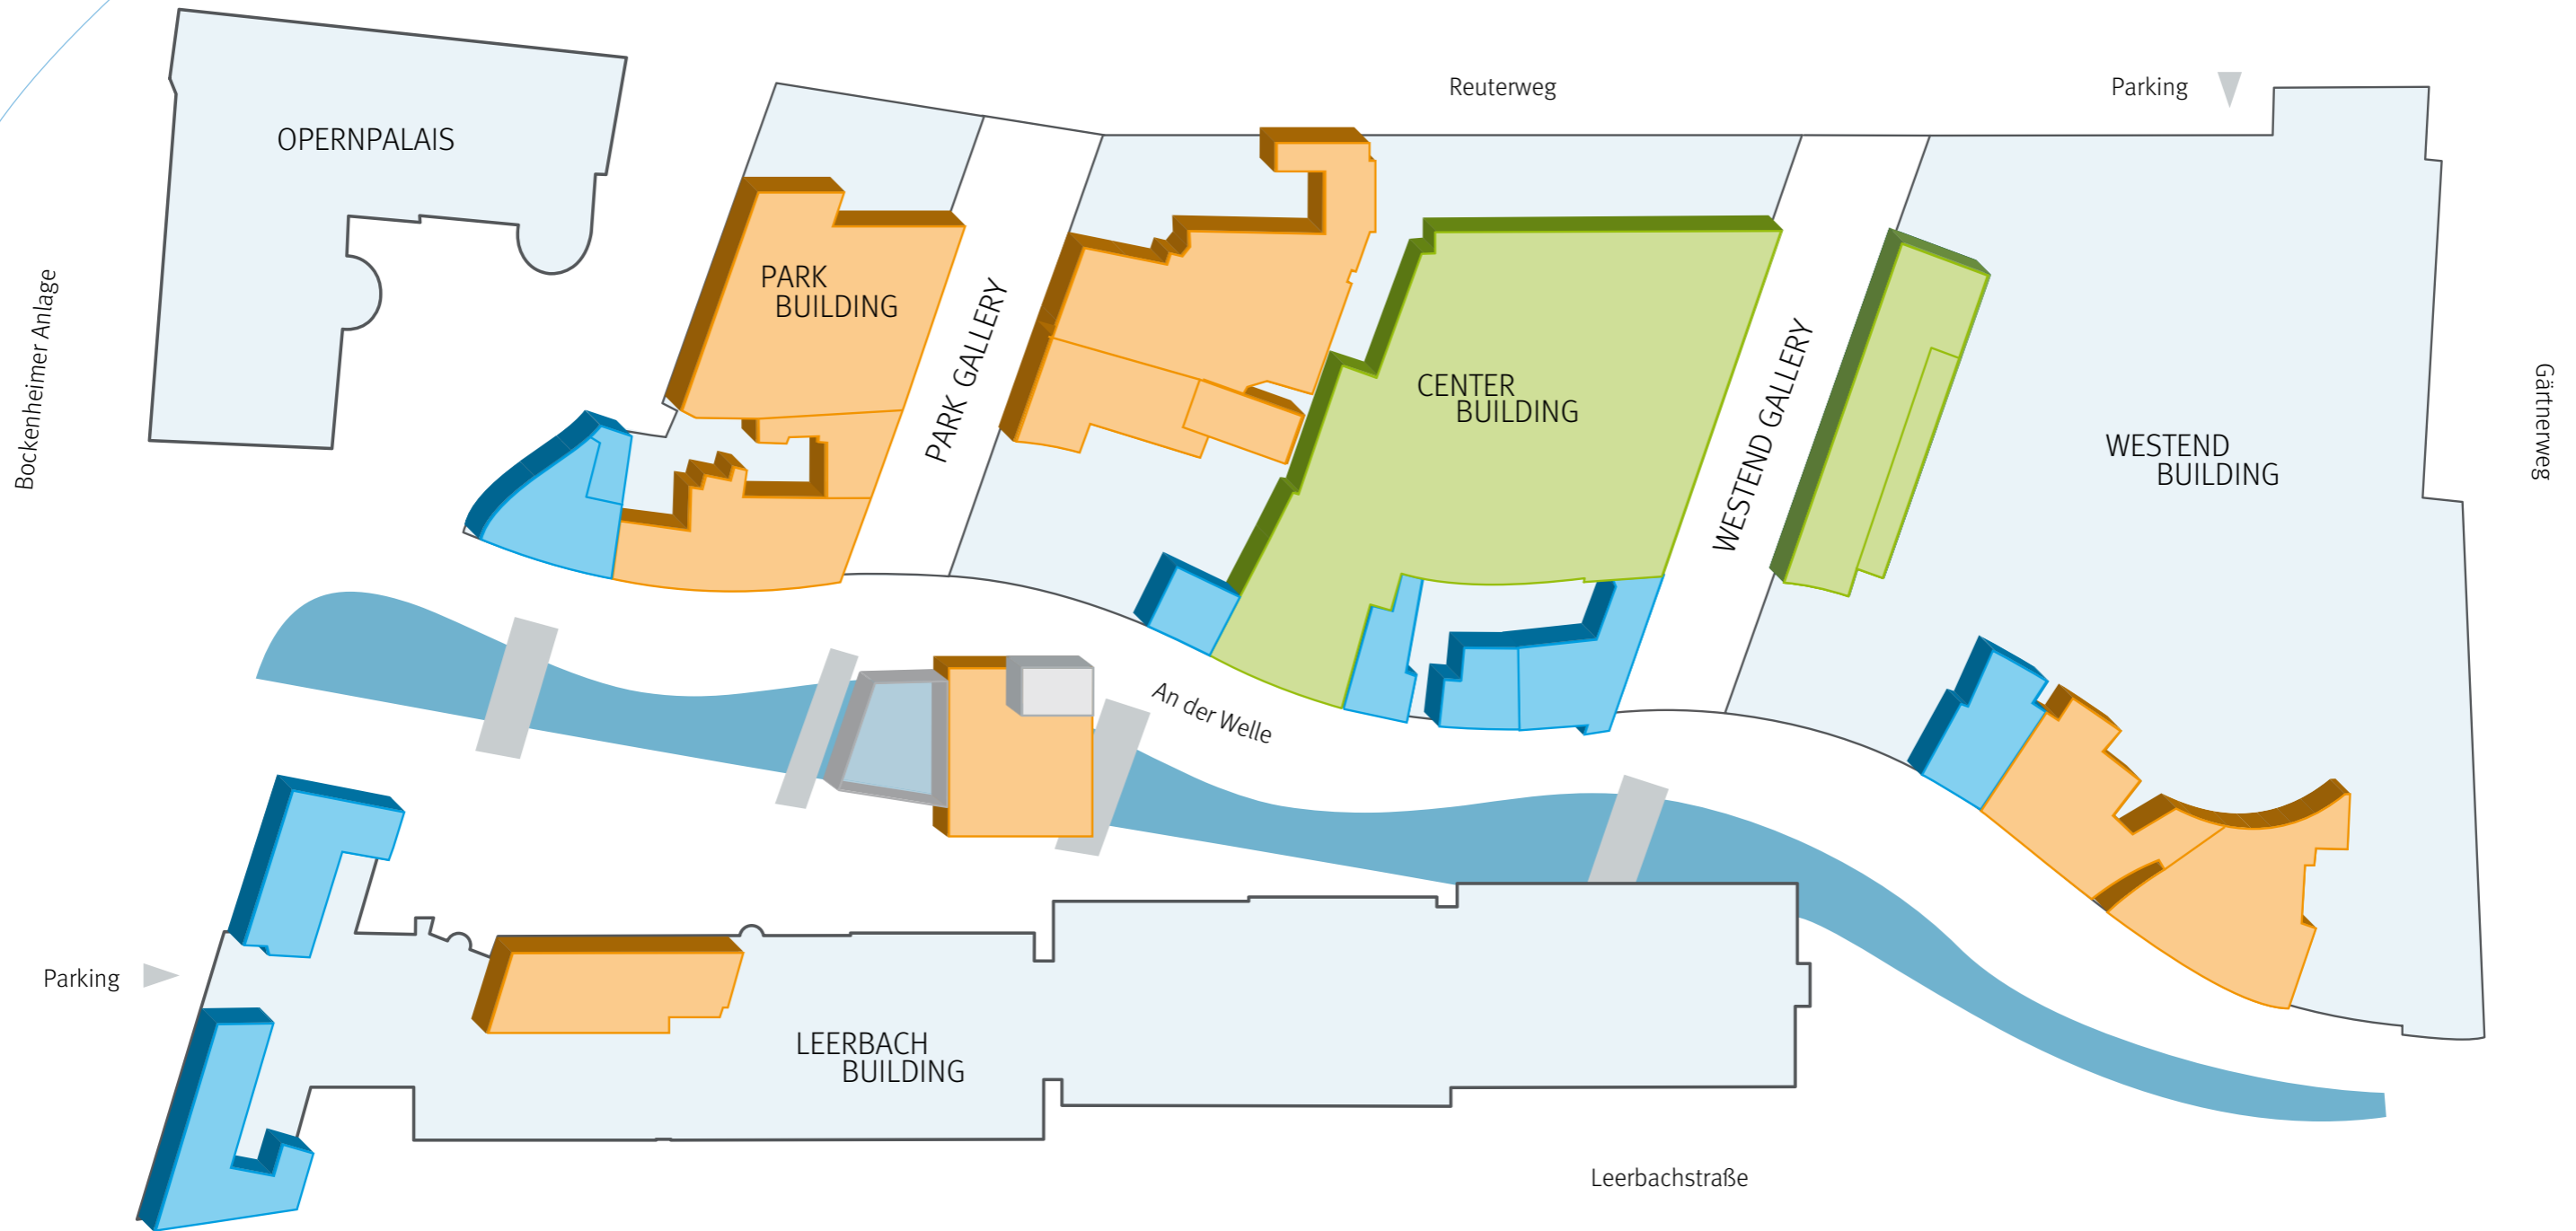 Reuterweg
Parking
OPERNPALAIS
PARK
BUILDING
Bockenheimer Anlage
PARK GALLERY
CENTER
BUILDING
WESTEND GALLERY
WESTEND
BUILDING
Gärtnerweg
An der Welle
Parking
LEERBACH
BUILDING
Leerbachstraße